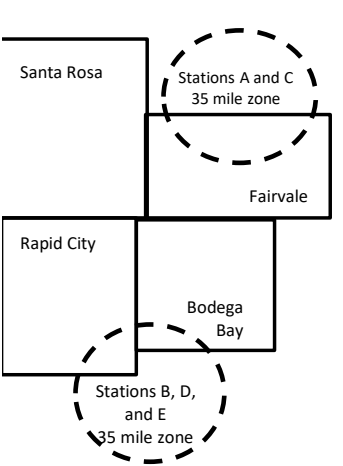 Santa Rosa
Stations A and C
35 mile zone
Fairvale
Rapid City
Bodega
Bay
Stations B, D,
and E
35 mile zone